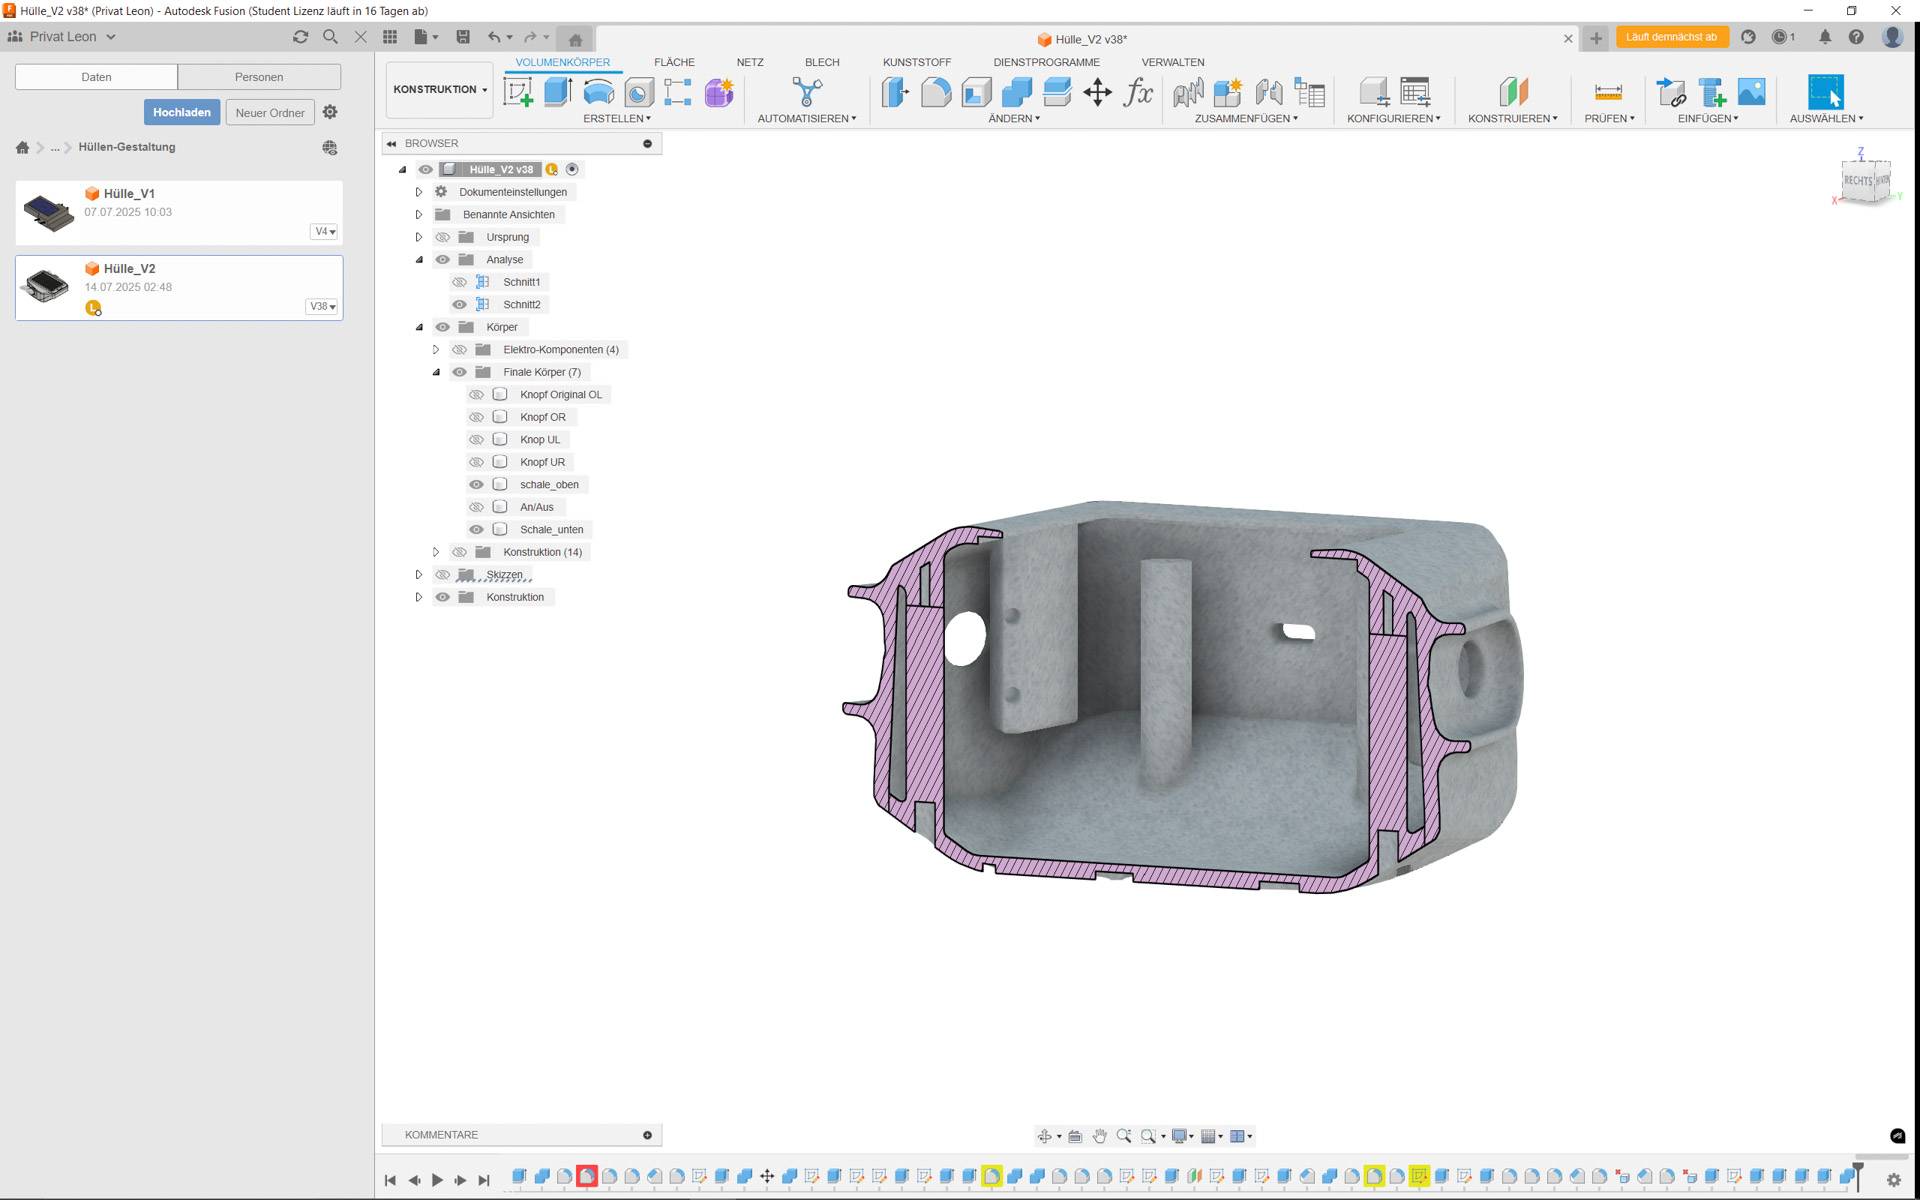 Hülle_V2 v38* (Privat Leon) - Autodesk Fusion (Student Lizenz läuft in 16 Tagen ab)
Privat Leon
Hülle_V2 v38*
Läuft demnächst ab
1
Daten
Personen
Hochladen
Neuer Ordner
...
Hüllen-Gestaltung
Hülle_V1
07.07.2025 10:03
V4
Hülle_V2
14.07.2025 02:48
L
V38
KONSTRUKTION
VOLUMENKÖRPER
FLÄCHE
NETZ
BLECH
KUNSTSTOFF
DIENSTPROGRAMME
VERWALTEN
fx
ERSTELLEN
AUTOMATISIEREN
ÄNDERN
ZUSAMMENFÜGEN
KONFIGURIEREN
KONSTRUIEREN
PRÜFEN
EINFÜGEN
AUSWÄHLEN
BROWSER
Hülle_V2 v38
L
Dokumenteinstellungen
Benannte Ansichten
Ursprung
Analyse
Schnitt1
Schnitt2
Körper
Elektro-Komponenten (4)
Finale Körper (7)
Knopf Original OL
Knopf OR
Knop UL
Knopf UR
schale_oben
An/Aus
Schale_unten
Konstruktion (14)
Skizzen
Konstruktion
Z
RECHTS
X
Y
KOMMENTARE